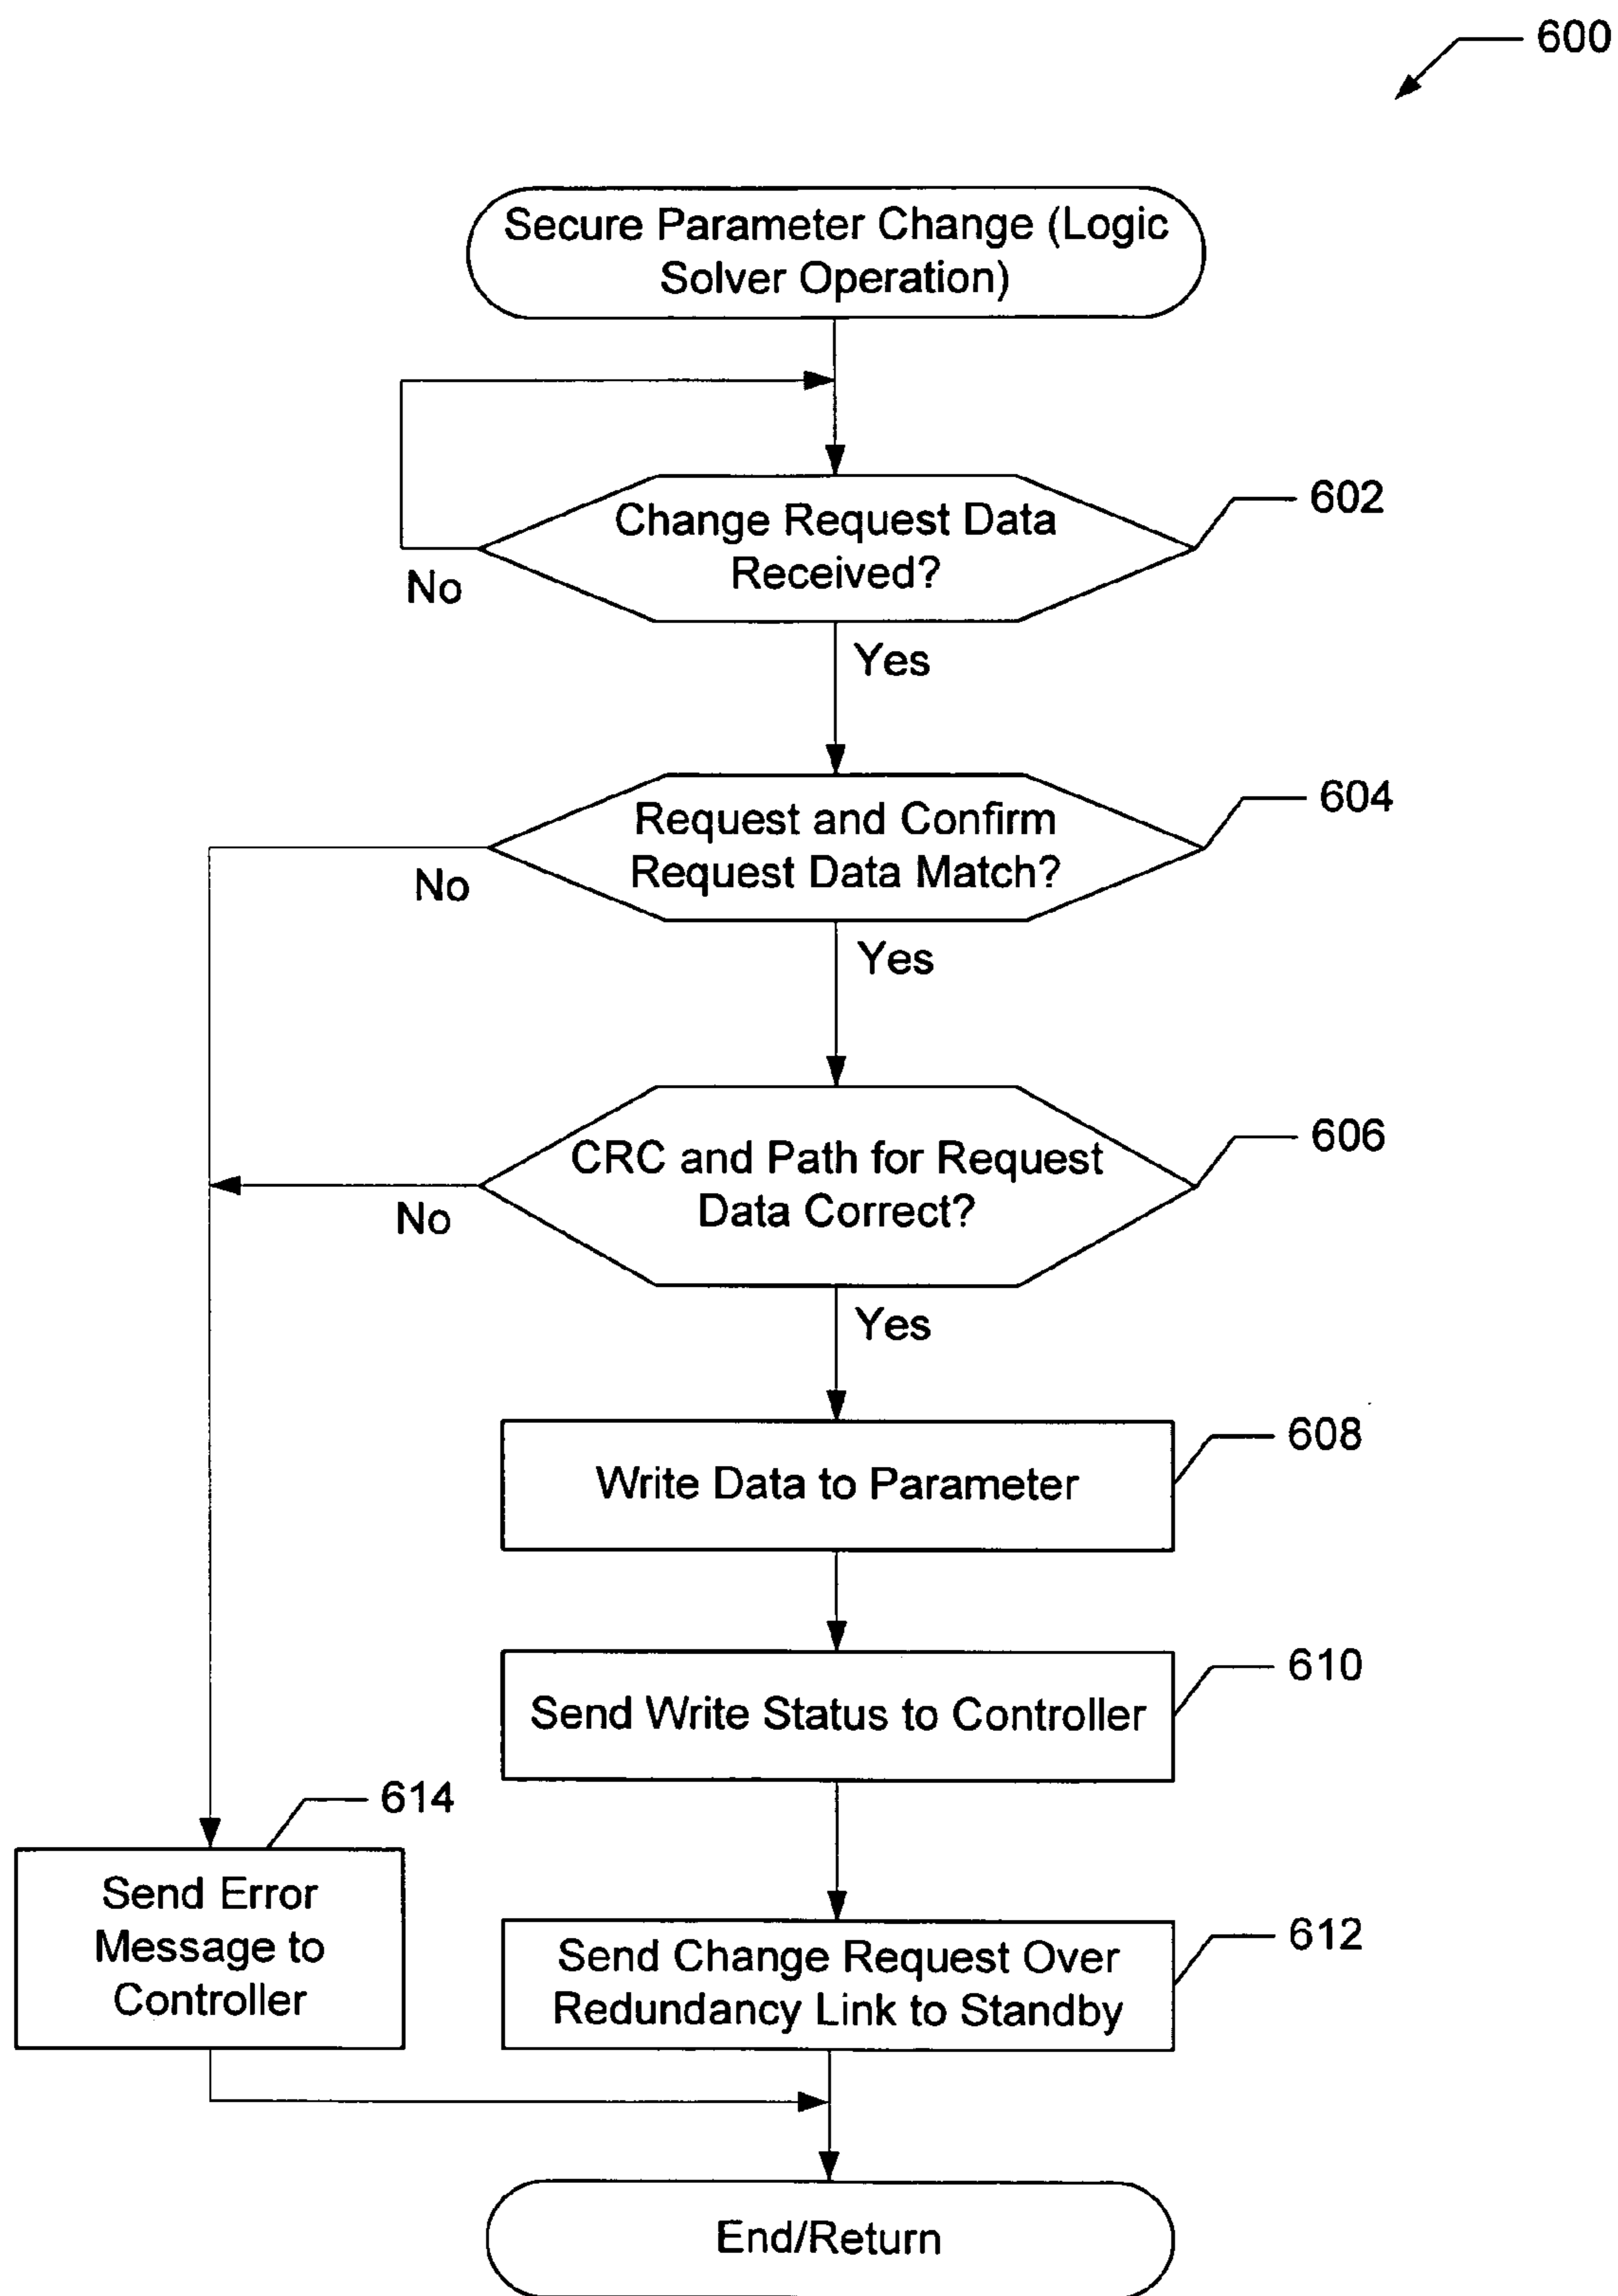 600
Secure Parameter Change (Logic
Solver Operation)
Change Request Data
Received?
602
No
Yes
Request and Confirm
Request Data Match?
604
No
Yes
CRC and Path for Request
Data Correct?
606
No
Yes
Write Data to Parameter
608
Send Write Status to Controller
610
614
Send Error
Message to
Controller
Send Change Request Over
Redundancy Link to Standby
612
End/Return